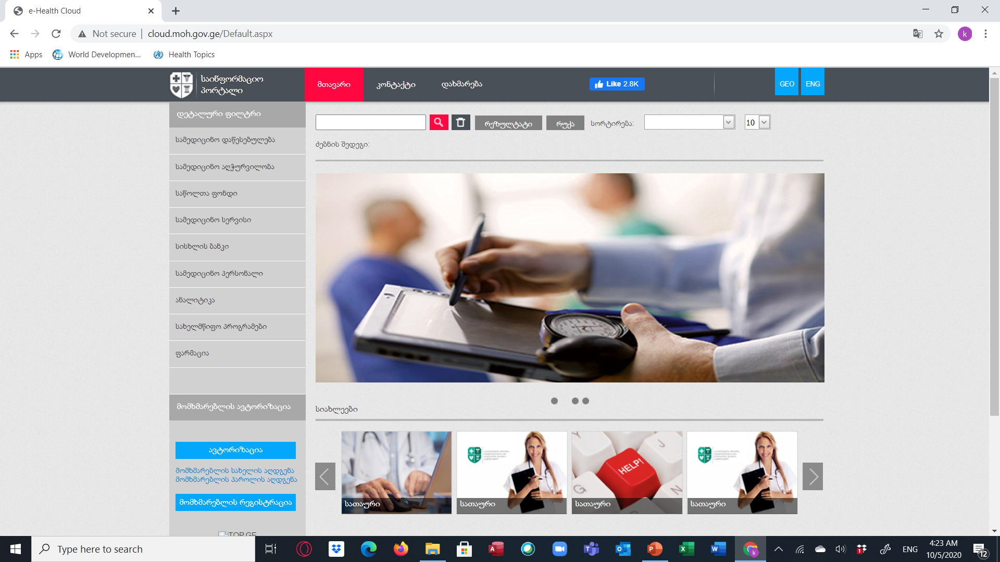 e-Health Cloud
Not secure
cloud.moh.gov.ge/Default.aspx
k
Apps
World Developmen...
Health Topics
საინფორმაციო
პორტალი
მთავარი
კონტაქტი
დახმარება
Like 2.8K
GEO
ENG
დეტალური ფილტრი
სამედიცინო დაწესებულება
სამედიცინო აღჭურვილობა
საწოლთა ფონდი
სამედიცინო სერვისი
სისხლის ბანკი
სამედიცინო პერსონალი
ანალიტიკა
სახელმწიფო პროგრამები
ფარმაცია
მომხმარებლის ავტორიზაცია
ავტორიზაცია
მომხმარებლის სახელის აღდგენა
მომხმარებლის პაროლის აღდგენა
მომხმარებლის რეგისტრაცია
TOP.GE
რეზულტატი
რუქა
სორტირება:
10
ძებნის შედეგი:
სიახლეები
სათაური
სათაური
Y
J
HELP!
G
N
სათაური
სათაური
Type here to search
ENG
4:23 AM
10/5/2020
12